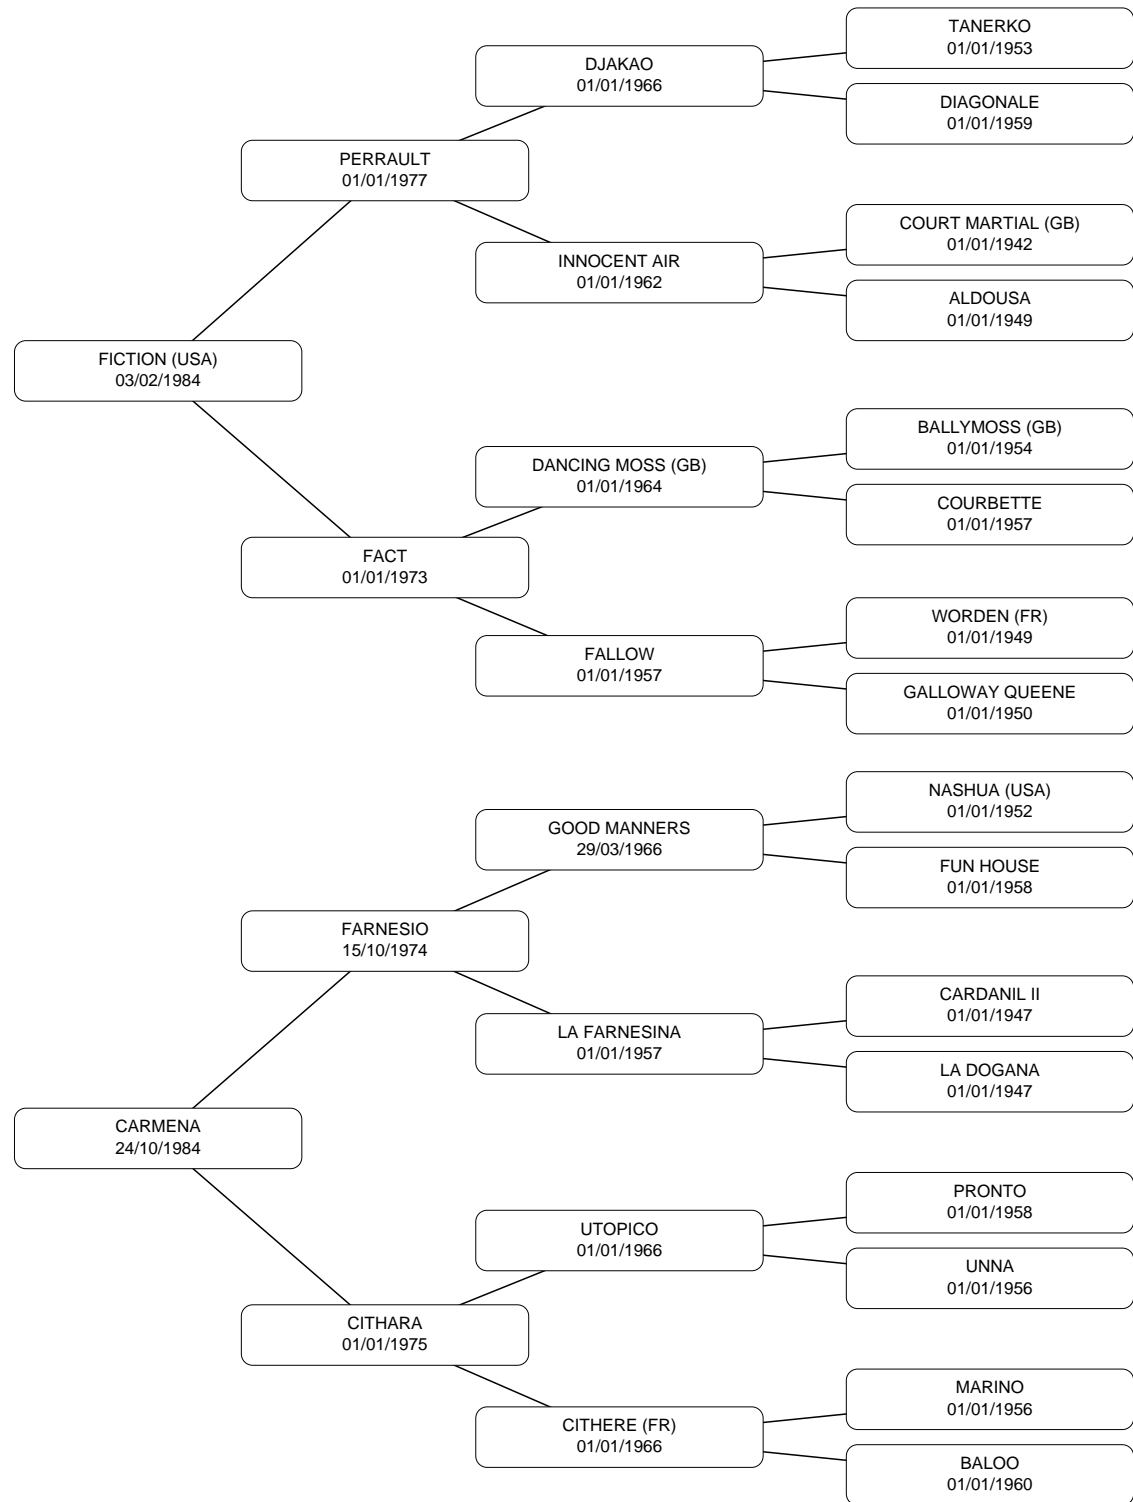 TANERKO
01/01/1953
DJAKAO
01/01/1966
DIAGONALE
01/01/1959
PERRAULT
01/01/1977
COURT MARTIAL (GB)
01/01/1942
INNOCENT AIR
01/01/1962
ALDOUSA
01/01/1949
FICTION (USA)
03/02/1984
BALLYMOSS (GB)
01/01/1954
DANCING MOSS (GB)
01/01/1964
COURBETTE
01/01/1957
FACT
01/01/1973
WORDEN (FR)
01/01/1949
FALLOW
01/01/1957
GALLOWAY QUEENE
01/01/1950
NASHUA (USA)
01/01/1952
GOOD MANNERS
29/03/1966
FUN HOUSE
01/01/1958
FARNESIO
15/10/1974
CARDANIL II
01/01/1947
LA FARNESINA
01/01/1957
LA DOGANA
01/01/1947
CARMENA
24/10/1984
PRONTO
01/01/1958
UTOPICO
01/01/1966
UNNA
01/01/1956
CITHARA
01/01/1975
MARINO
01/01/1956
CITHERE (FR)
01/01/1966
BALOO
01/01/1960